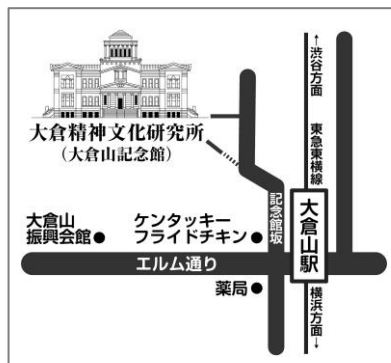 大倉精神文化研究所
（大倉山記念館）
←渋谷方面
東急東横線
大倉山駅
横浜方面→
記念館坂
大倉山
振興会館
ケンタッキー
フライドチキン
エルム通り
薬局